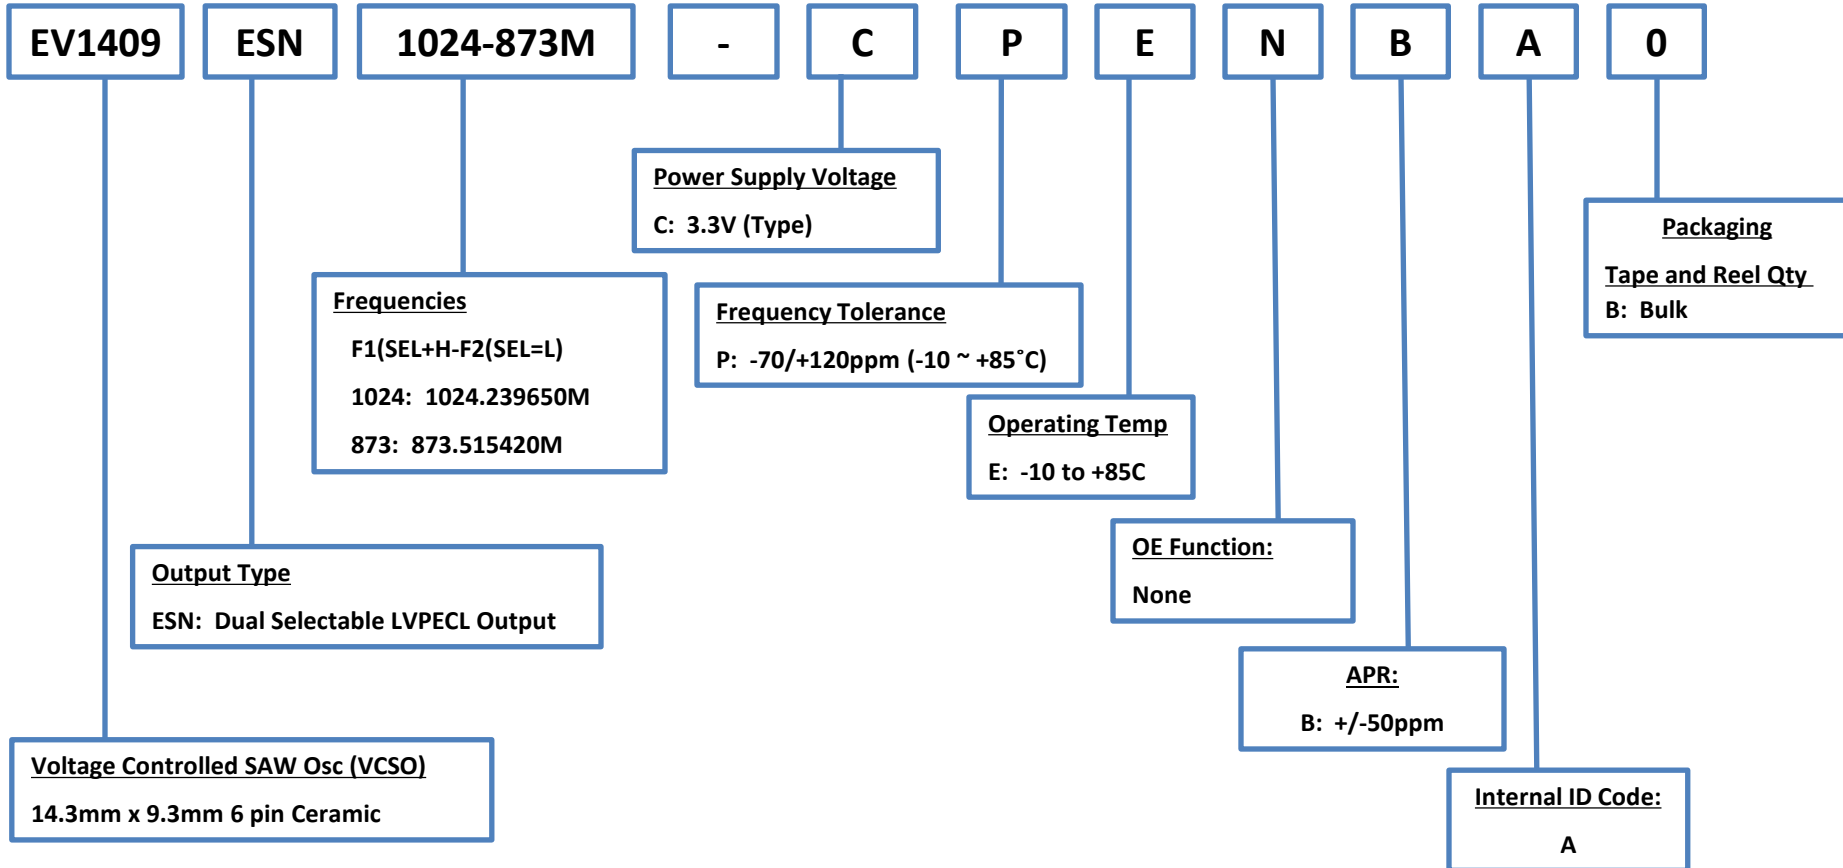 EV1409 ESN 1024-873M - C P E N B A 0
Power Supply Voltage
C: 3.3V (Type)
Packaging
Tape and Reel Qty
B: Bulk
Frequencies
F1(SEL+H-F2(SEL=L)
1024: 1024.239650M
873: 873.515420M
Frequency Tolerance
P: -70/+120ppm (-10 ~ +85˚C)
Operating Temp
E: -10 to +85C
OE Function:
None
Output Type
ESN: Dual Selectable LVPECL Output
APR:
B: +/-50ppm
Voltage Controlled SAW Osc (VCSO)
14.3mm x 9.3mm 6 pin Ceramic
Internal ID Code:
A